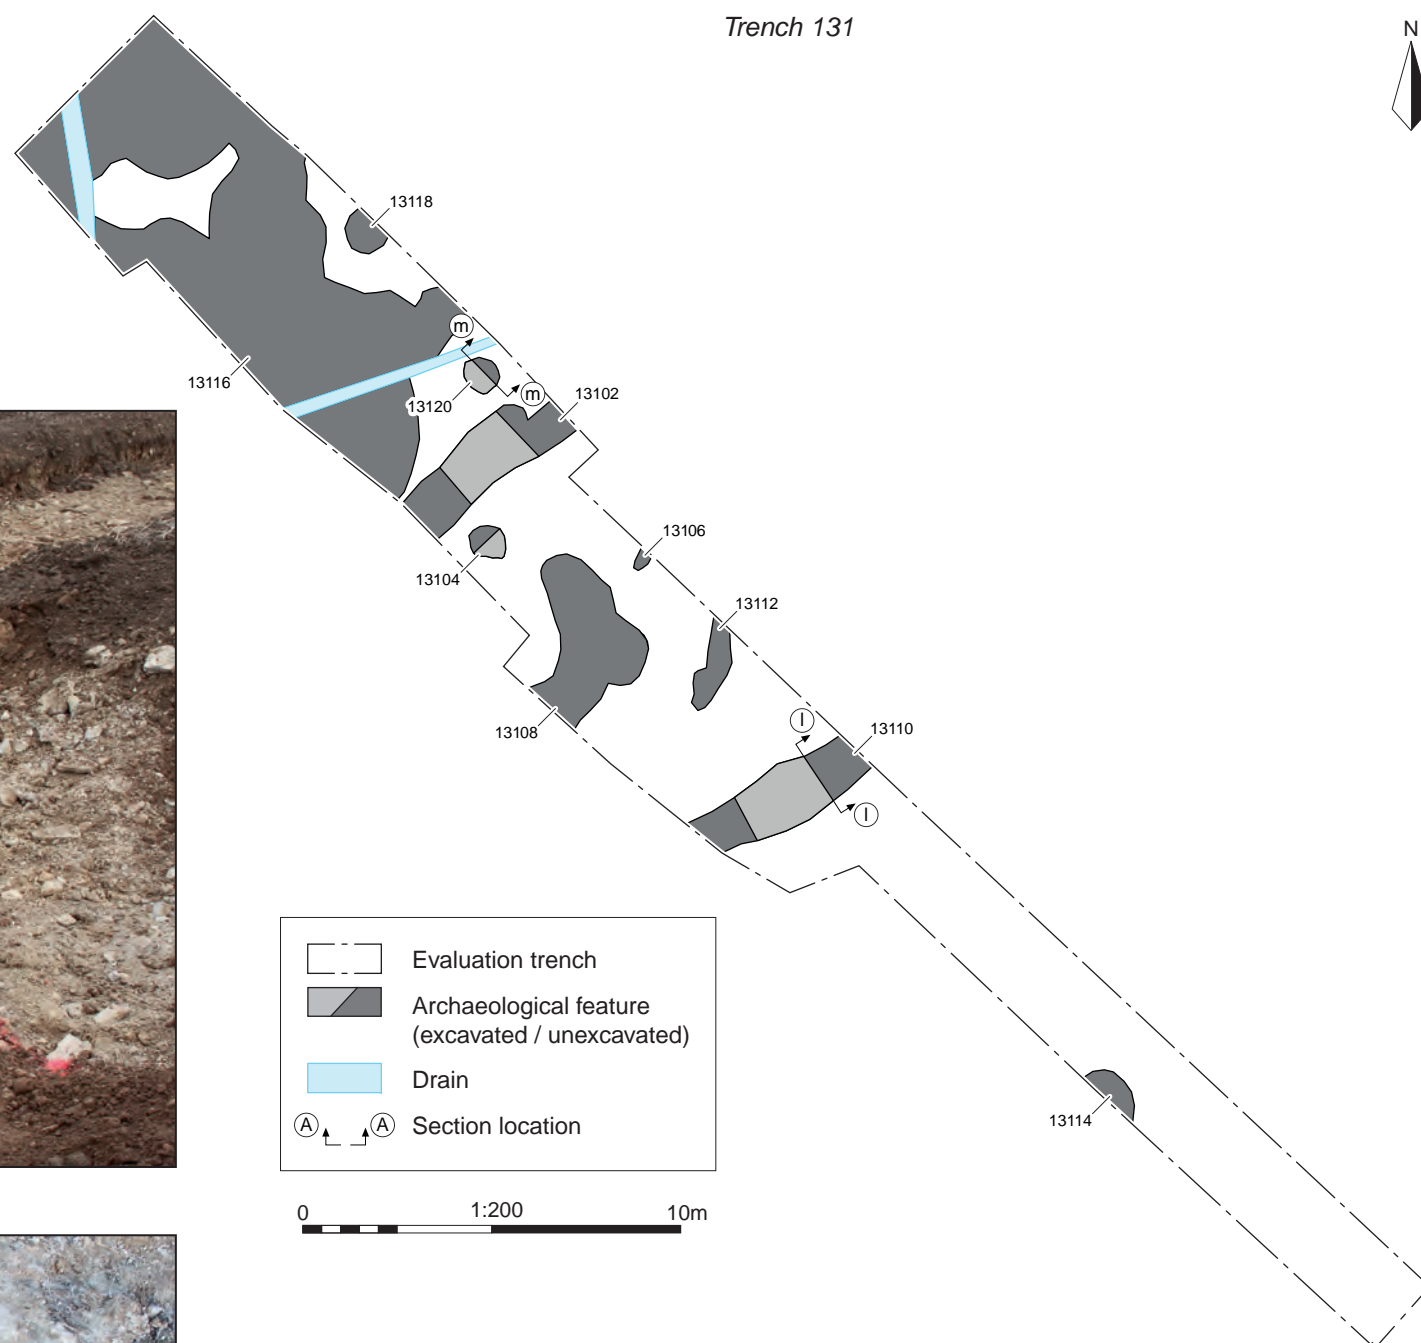 Trench 131
N
13118
m
13116
m
13102
13120
13106
13104
13112
l
13110
13108
l
Evaluation trench
Archaeological feature
(excavated / unexcavated)
Drain
A A Section location
13114
0 1:200 10m